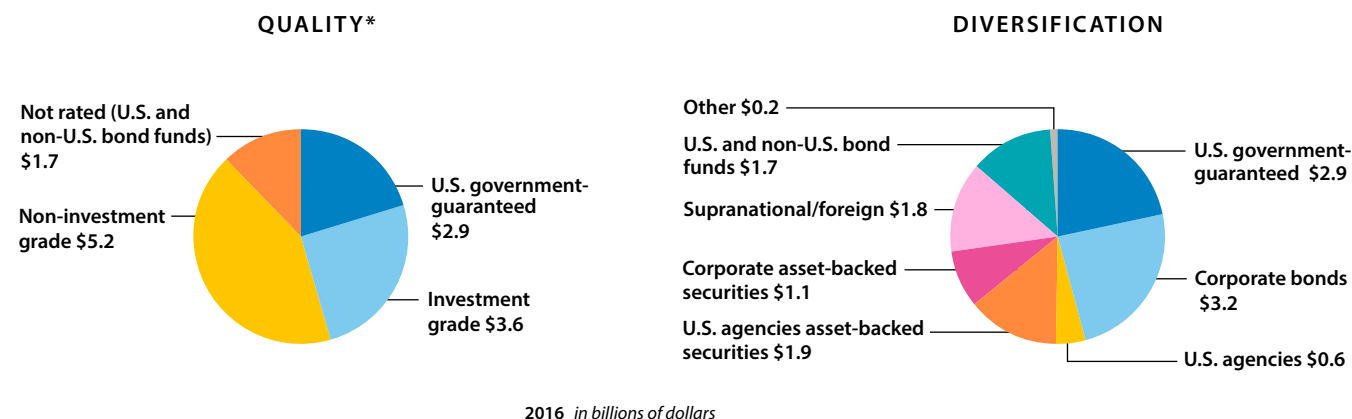 QUALITY*
Not rated (U.S. and
non-U.S. bond funds)
$1.7
Non-investment
grade $5.2
U.S. government-
guaranteed
$2.9
Investment
grade $3.6
DIVERSIFICATION
Other $0.2
U.S. and non-U.S. bond
funds $1.7
Supranational/foreign $1.8
Corporate asset-backed
securities $1.1
U.S. agencies asset-backed
securities $1.9
U.S. government-
guaranteed $2.9
Corporate bonds
$3.2
U.S. agencies $0.6
2016 in billions of dollars